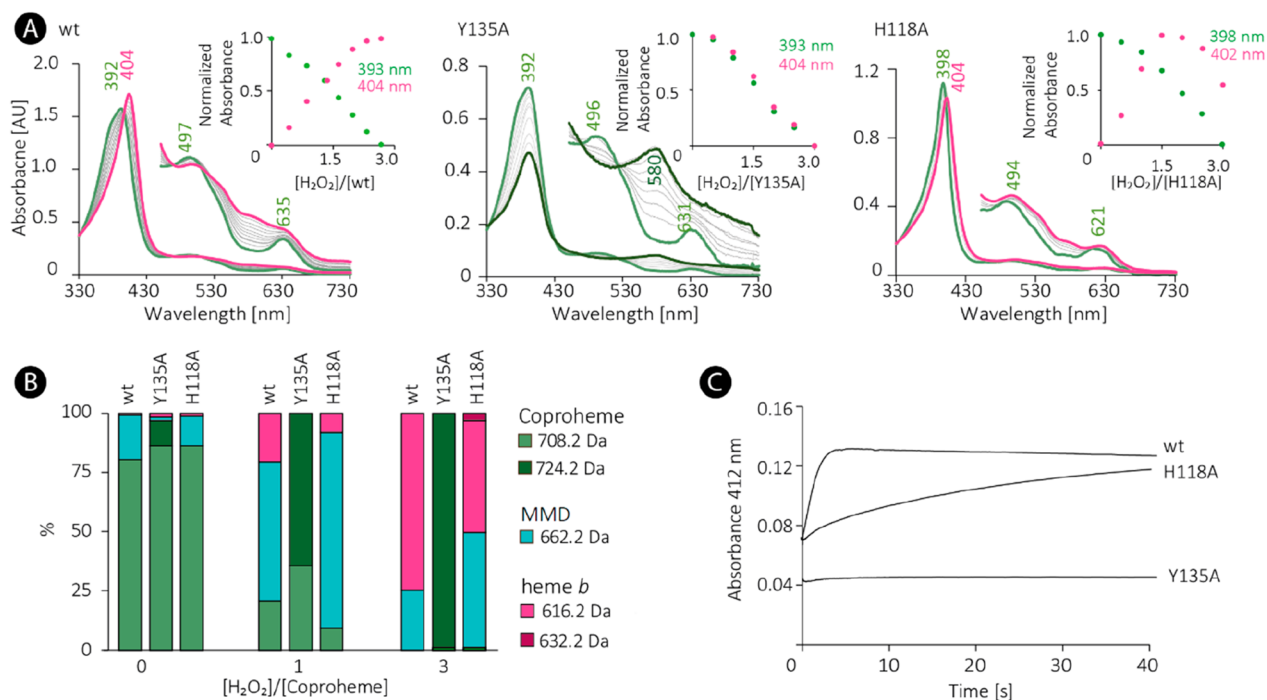 A
wt
Y135A
H118A
2.0
1.5
1.0
0.5
0
Absorbacne [AU]
392
404
497
635
Normalized
Absorbance
1.0
0.5
0
1.5
3.0
393 nm
404 nm
[H₂O₂]/[wt]
330
430
530
630
730
Wavelength [nm]
0.8
0.6
0.4
0.2
0
392
496
580
631
Normalized
Absorbance
1.0
0.5
0
1.5
3.0
393 nm
404 nm
[H₂O₂]/[Y135A]
330
430
530
630
730
Wavelength [nm]
1.2
0.8
0.4
0
398
404
494
621
Normalized
Absorbance
1.0
0.5
0
1.5
3.0
398 nm
402 nm
[H₂O₂]/[H118A]
330
430
530
630
730
Wavelength [nm]
B
wt
Y135A
H118A
wt
Y135A
H118A
wt
Y135A
H118A
100
75
50
25
0
%
0
1
3
[H₂O₂]/[Coproheme]
Coproheme
708.2 Da
724.2 Da
MMD
662.2 Da
heme b
616.2 Da
632.2 Da
C
0.16
0.12
0.08
0.04
Absorbance 412 nm
wt
H118A
Y135A
0
10
20
30
40
Time [s]